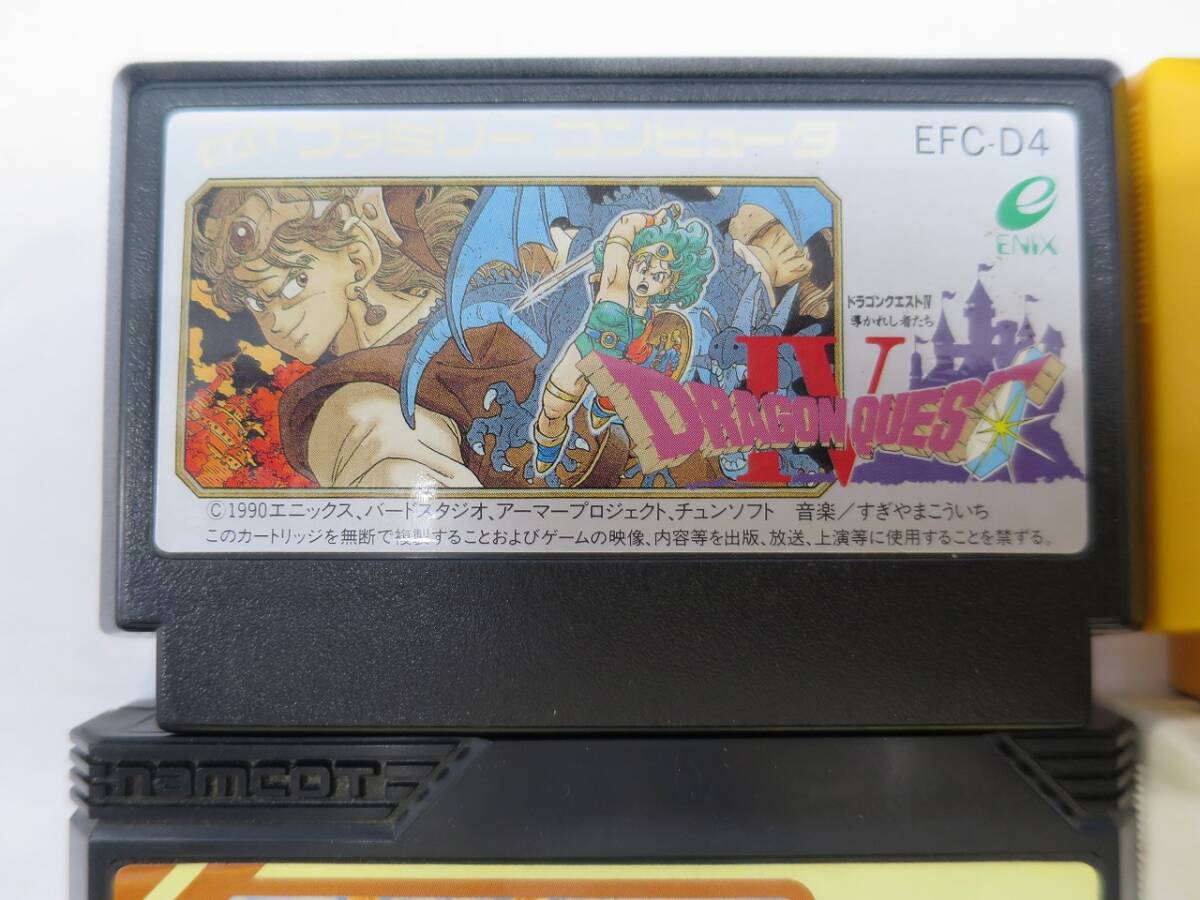 ファミリー コンピュータ
EFC-D4
e
ENIX
ドラゴンクエストIV
導かれし者たち
IV
DRAGON QUEST
©1990エニックス、バードスタジオ、アーマープロジェクト、チュンソフト 音楽／すぎやまこういち
このカートリッジを無断で複製することおよびゲームの映像、内容等を出版、放送、上演等に使用することを禁ずる。
namcoT